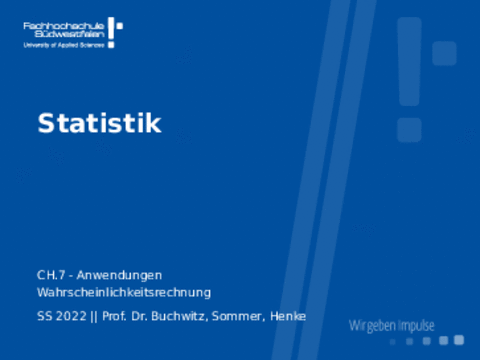 Fachhochschule
Südwestfalen
University of Applied Sciences
Statistik
CH.7 - Anwendungen
Wahrscheinlichkeitsrechnung
SS 2022 || Prof. Dr. Buchwitz, Sommer, Henke
Wir geben Impulse